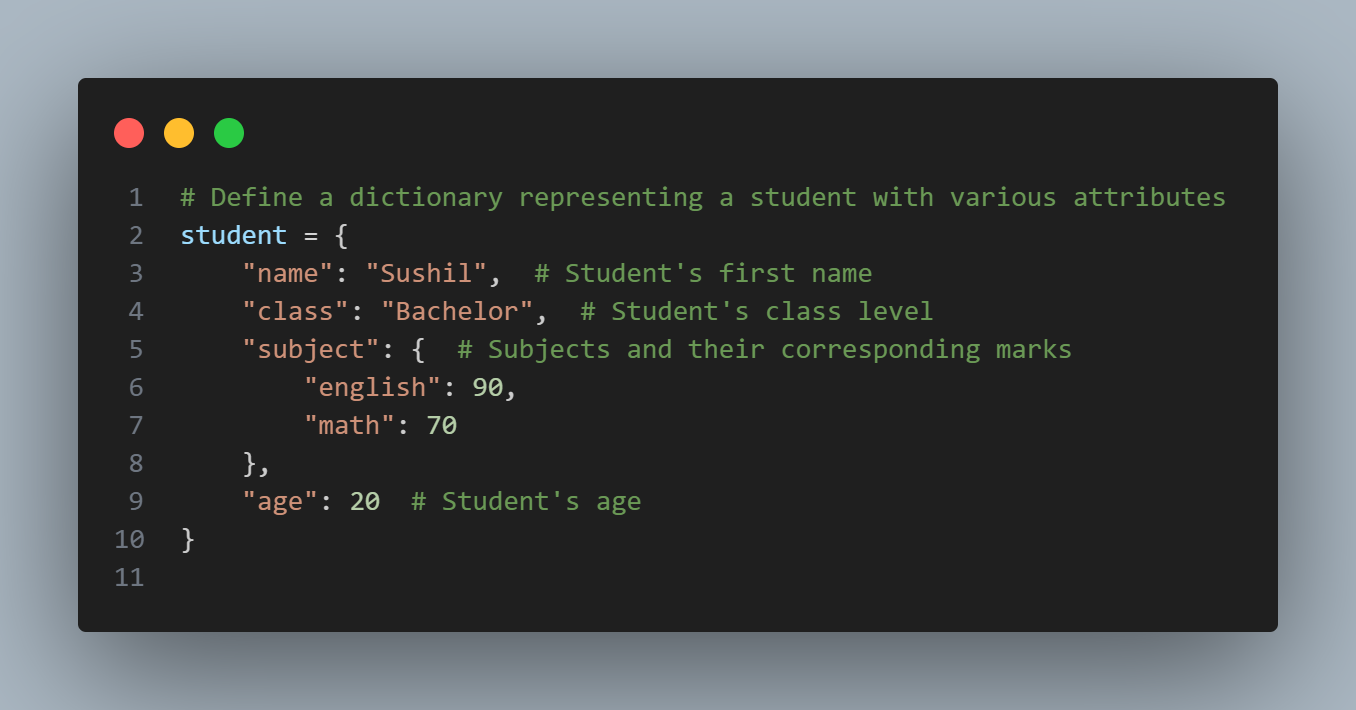 1 # Define a dictionary representing a student with various attributes
2 student = {
3     "name": "Sushil",  # Student's first name
4     "class": "Bachelor",  # Student's class level
5     "subject": {  # Subjects and their corresponding marks
6         "english": 90,
7         "math": 70
8     },
9     "age": 20  # Student's age
10 }
11